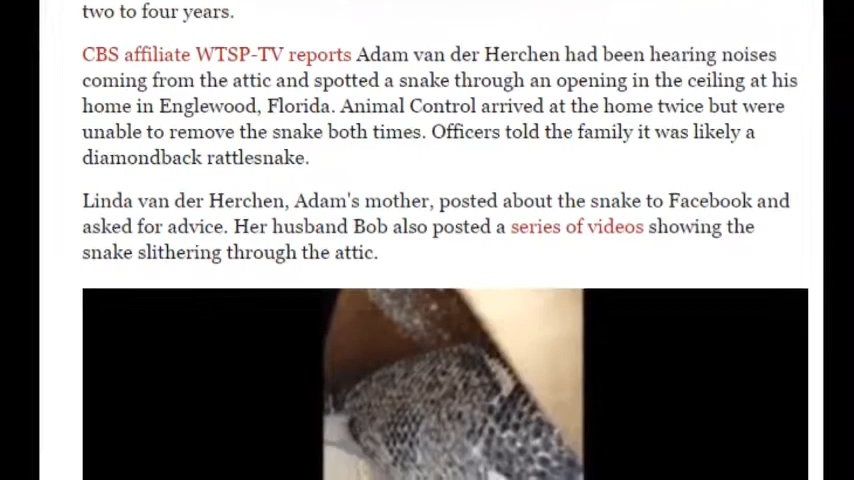 two to four years.
CBS affiliate WTSP-TV reports Adam van der Herchen had been hearing noises
coming from the attic and spotted a snake through an opening in the ceiling at his
home in Englewood, Florida. Animal Control arrived at the home twice but were
unable to remove the snake both times. Officers told the family it was likely a
diamondback rattlesnake.
Linda van der Herchen, Adam's mother, posted about the snake to Facebook and
asked for advice. Her husband Bob also posted a series of videos showing the
snake slithering through the attic.